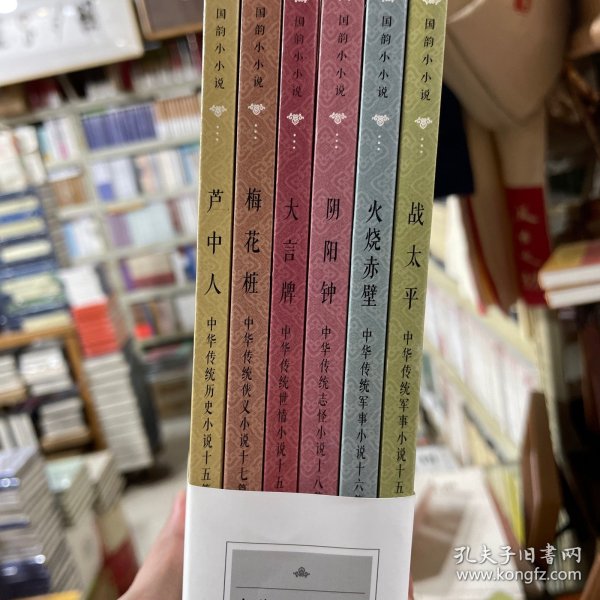 国韵小小说
芦中人
中华传统历史小说十五篇
国韵小小说
梅花桩
中华传统侠义小说十七篇
国韵小小说
大言牌
中华传统世情小说十五
国韵小小说
阴阳钟
中华传统志怪小说十八篇
国韵小小说
火烧赤壁
中华传统军事小说十六篇
国韵小小说
战太平
中华传统军事小说十五
孔夫子旧书网
www.kongfz.com